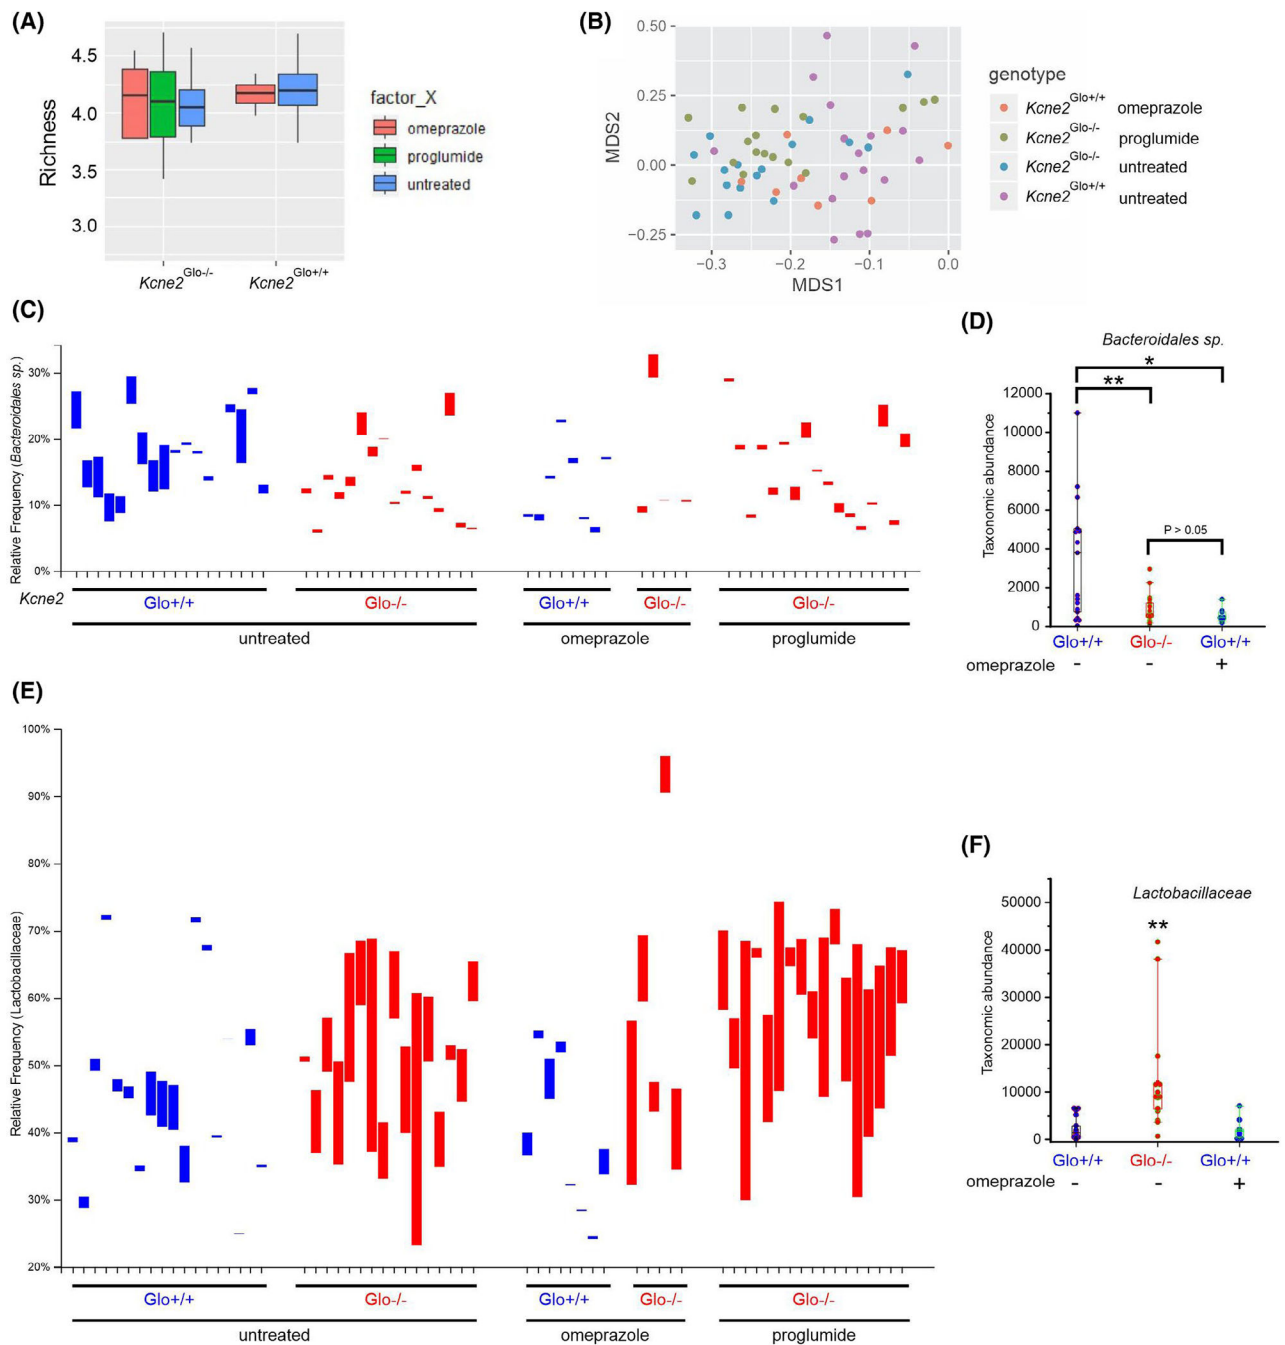 (A)
4.5
4.0
3.5
3.0
Richness
Kcne2Glo-/-
Kcne2Glo+/+
factor_X
omeprazole
proglumide
untreated
(B)
0.50
0.25
0.00
−0.25
MDS2
−0.3
−0.2
−0.1
0.0
MDS1
genotype
Kcne2Glo+/+ omeprazole
Kcne2Glo-/- proglumide
Kcne2Glo-/- untreated
Kcne2Glo+/+ untreated
(C)
Relative Frequency (Bacteroidales sp.)
30%
20%
10%
0%
Kcne2
Glo+/+
Glo-/-
Glo+/+
Glo-/-
Glo-/-
untreated
omeprazole
proglumide
(D)
Bacteroidales sp.
*
**
P > 0.05
Taxonomic abundance
12000
10000
8000
6000
4000
2000
0
Glo+/+
Glo-/-
Glo+/+
omeprazole - - +
(E)
Relative Frequency (Lactobacillaceae)
100%
90%
80%
70%
60%
50%
40%
30%
20%
Glo+/+
Glo-/-
Glo+/+
Glo-/-
Glo-/-
untreated
omeprazole
proglumide
(F)
Lactobacillaceae
**
Taxonomic abundance
50000
40000
30000
20000
10000
0
Glo+/+
Glo-/-
Glo+/+
omeprazole - - +